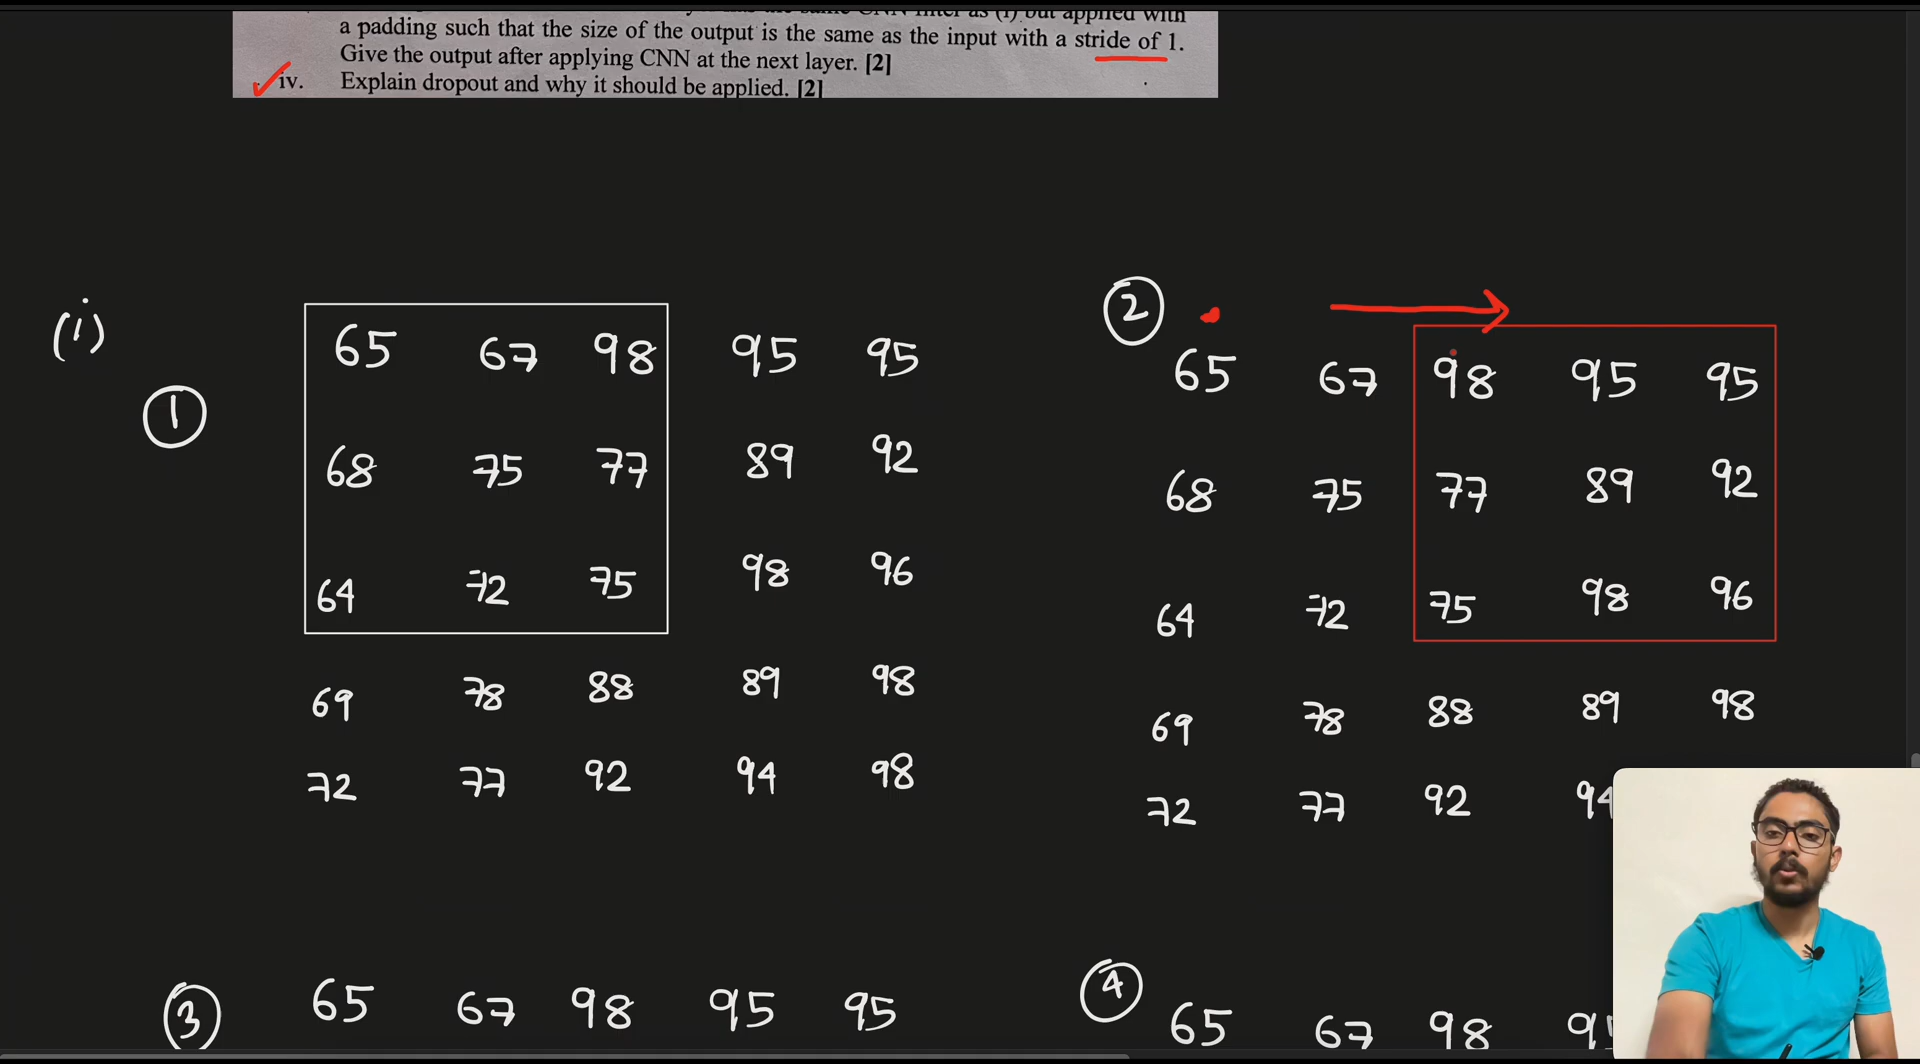 a padding such that the size of the output is the same as the input with a stride of 1.
Give the output after applying CNN at the next layer. [2]
iv. Explain dropout and why it should be applied. [2]
(i)
①
65 67 98 95 95
68 75 77 89 92
64 72 75 98 96
69 78 88 89 98
72 77 92 94 98
②
65 67 98 95 95
68 75 77 89 92
64 72 75 98 96
69 78 88 89 98
72 77 92 94
③
65 67 98 95 95
④
65 67 98